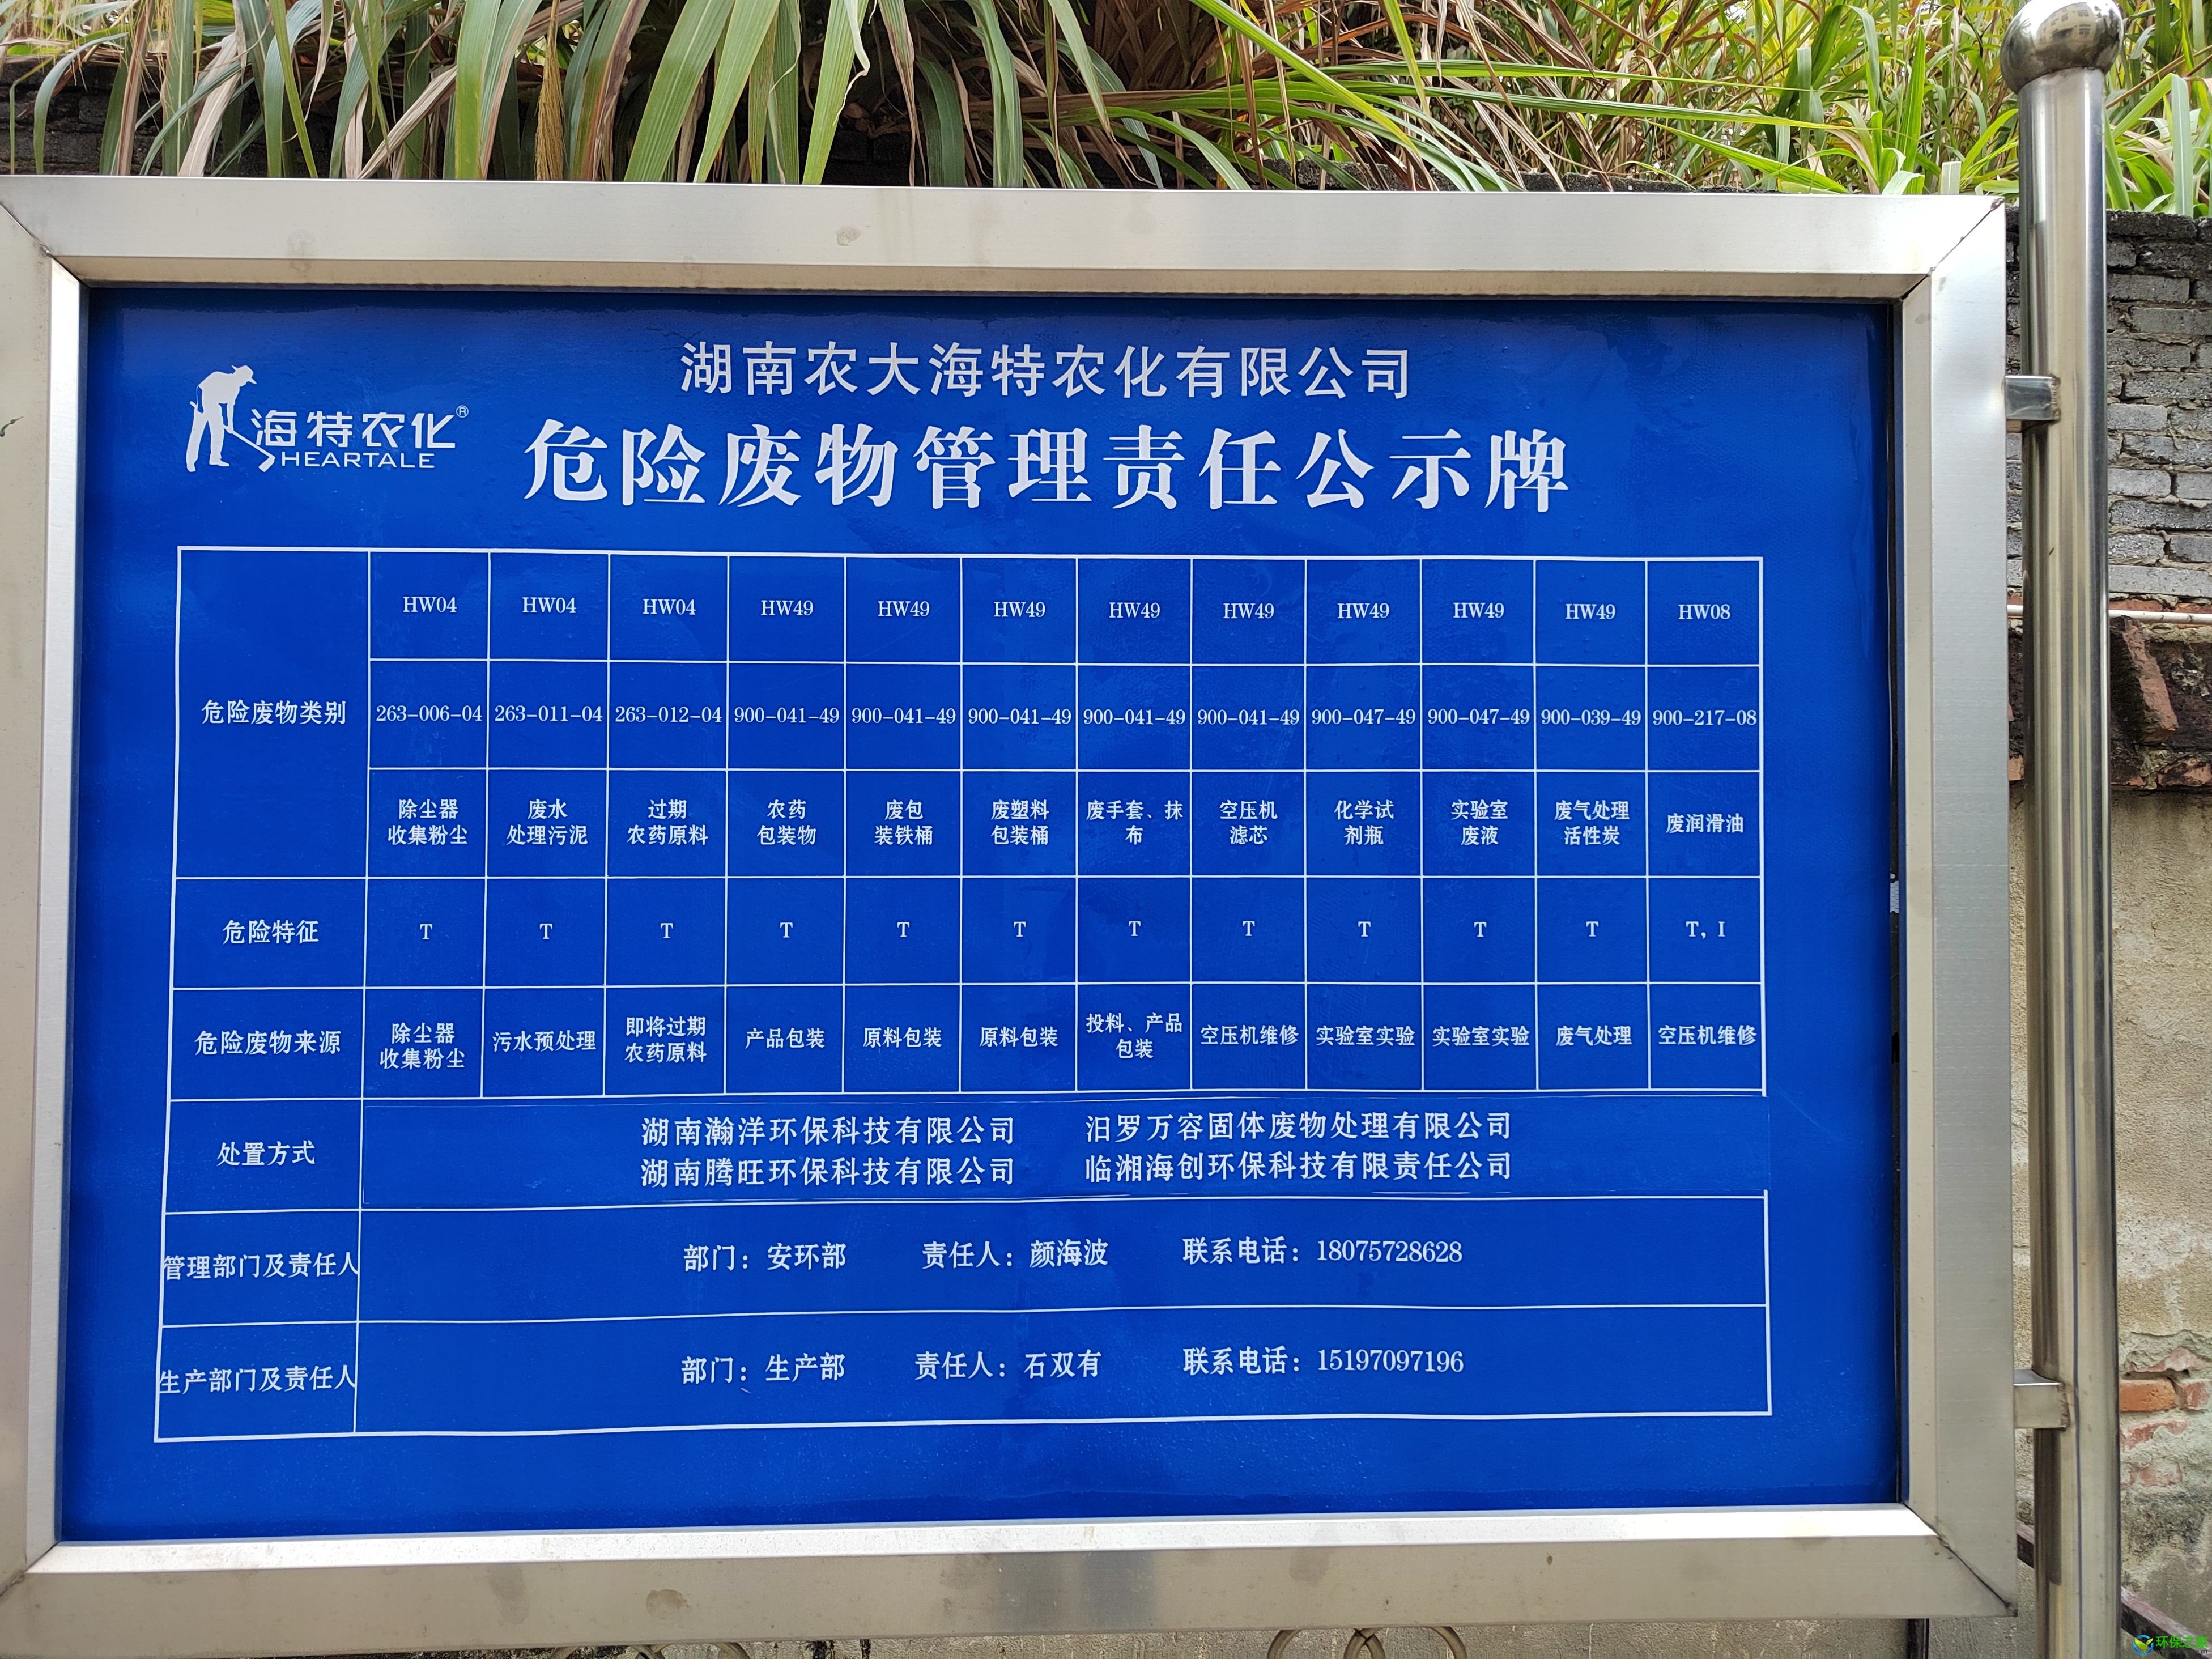 湖南农大海特农化有限公司
海特农化®
HEARTALE
危险废物管理责任公示牌
危险废物类别
HW04 HW04 HW04 HW49 HW49 HW49 HW49 HW49 HW49 HW49 HW49 HW08
263-006-04 263-011-04 263-012-04 900-041-49 900-041-49 900-041-49 900-041-49 900-041-49 900-047-49 900-047-49 900-039-49 900-217-08
除尘器 废水 过期 农药 废包 废塑料 废手套、抹 空压机 化学试 实验室 废气处理 废润滑油
收集粉尘 处理污泥 农药原料 包装物 装铁桶 包装桶 布 滤芯 剂瓶 废液 活性炭
危险特征 T T T T T T T T T T T T, I
危险废物来源 除尘器 污水预处理 即将过期 产品包装 原料包装 原料包装 投料、产品 空压机维修 实验室实验 实验室实验 废气处理 空压机维修
收集粉尘 农药原料 包装
处置方式
湖南瀚洋环保科技有限公司 汨罗万容固体废物处理有限公司
湖南腾旺环保科技有限公司 临湘海创环保科技有限责任公司
管理部门及责任人 部门：安环部 责任人：颜海波 联系电话：18075728628
生产部门及责任人 部门：生产部 责任人：石双有 联系电话：15197097196
环保之家